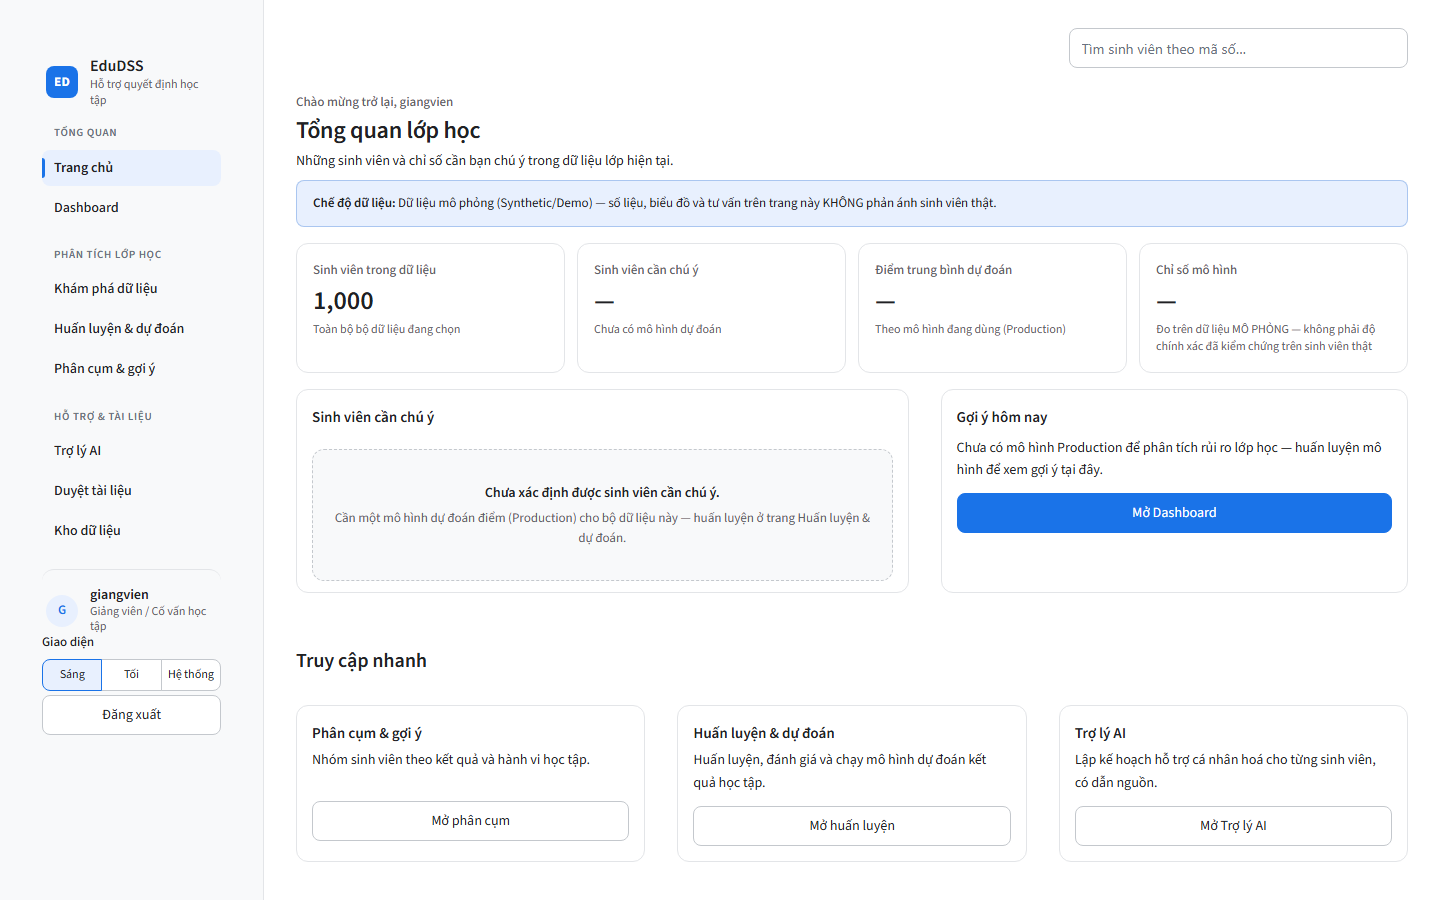 ED
EduDSS
Hỗ trợ quyết định học
tập
TỔNG QUAN
Trang chủ
Dashboard
PHÂN TÍCH LỚP HỌC
Khám phá dữ liệu
Huấn luyện & dự đoán
Phân cụm & gợi ý
HỖ TRỢ & TÀI LIỆU
Trợ lý AI
Duyệt tài liệu
Kho dữ liệu
G
giangvien
Giảng viên / Cố vấn học
tập
Giao diện
Sáng
Tối
Hệ thống
Đăng xuất
Tìm sinh viên theo mã số...
Chào mừng trở lại, giangvien
Tổng quan lớp học
Những sinh viên và chỉ số cần bạn chú ý trong dữ liệu lớp hiện tại.
Chế độ dữ liệu: Dữ liệu mô phỏng (Synthetic/Demo) — số liệu, biểu đồ và tư vấn trên trang này KHÔNG phản ánh sinh viên thật.
Sinh viên trong dữ liệu
1,000
Toàn bộ bộ dữ liệu đang chọn
Sinh viên cần chú ý
—
Chưa có mô hình dự đoán
Điểm trung bình dự đoán
—
Theo mô hình đang dùng (Production)
Chỉ số mô hình
—
Đo trên dữ liệu MÔ PHỎNG — không phải độ
chính xác đã kiểm chứng trên sinh viên thật
Sinh viên cần chú ý
Chưa xác định được sinh viên cần chú ý.
Cần một mô hình dự đoán điểm (Production) cho bộ dữ liệu này — huấn luyện ở trang Huấn luyện &
dự đoán.
Gợi ý hôm nay
Chưa có mô hình Production để phân tích rủi ro lớp học — huấn luyện mô
hình để xem gợi ý tại đây.
Mở Dashboard
Truy cập nhanh
Phân cụm & gợi ý
Nhóm sinh viên theo kết quả và hành vi học tập.
Mở phân cụm
Huấn luyện & dự đoán
Huấn luyện, đánh giá và chạy mô hình dự đoán kết
quả học tập.
Mở huấn luyện
Trợ lý AI
Lập kế hoạch hỗ trợ cá nhân hoá cho từng sinh viên,
có dẫn nguồn.
Mở Trợ lý AI